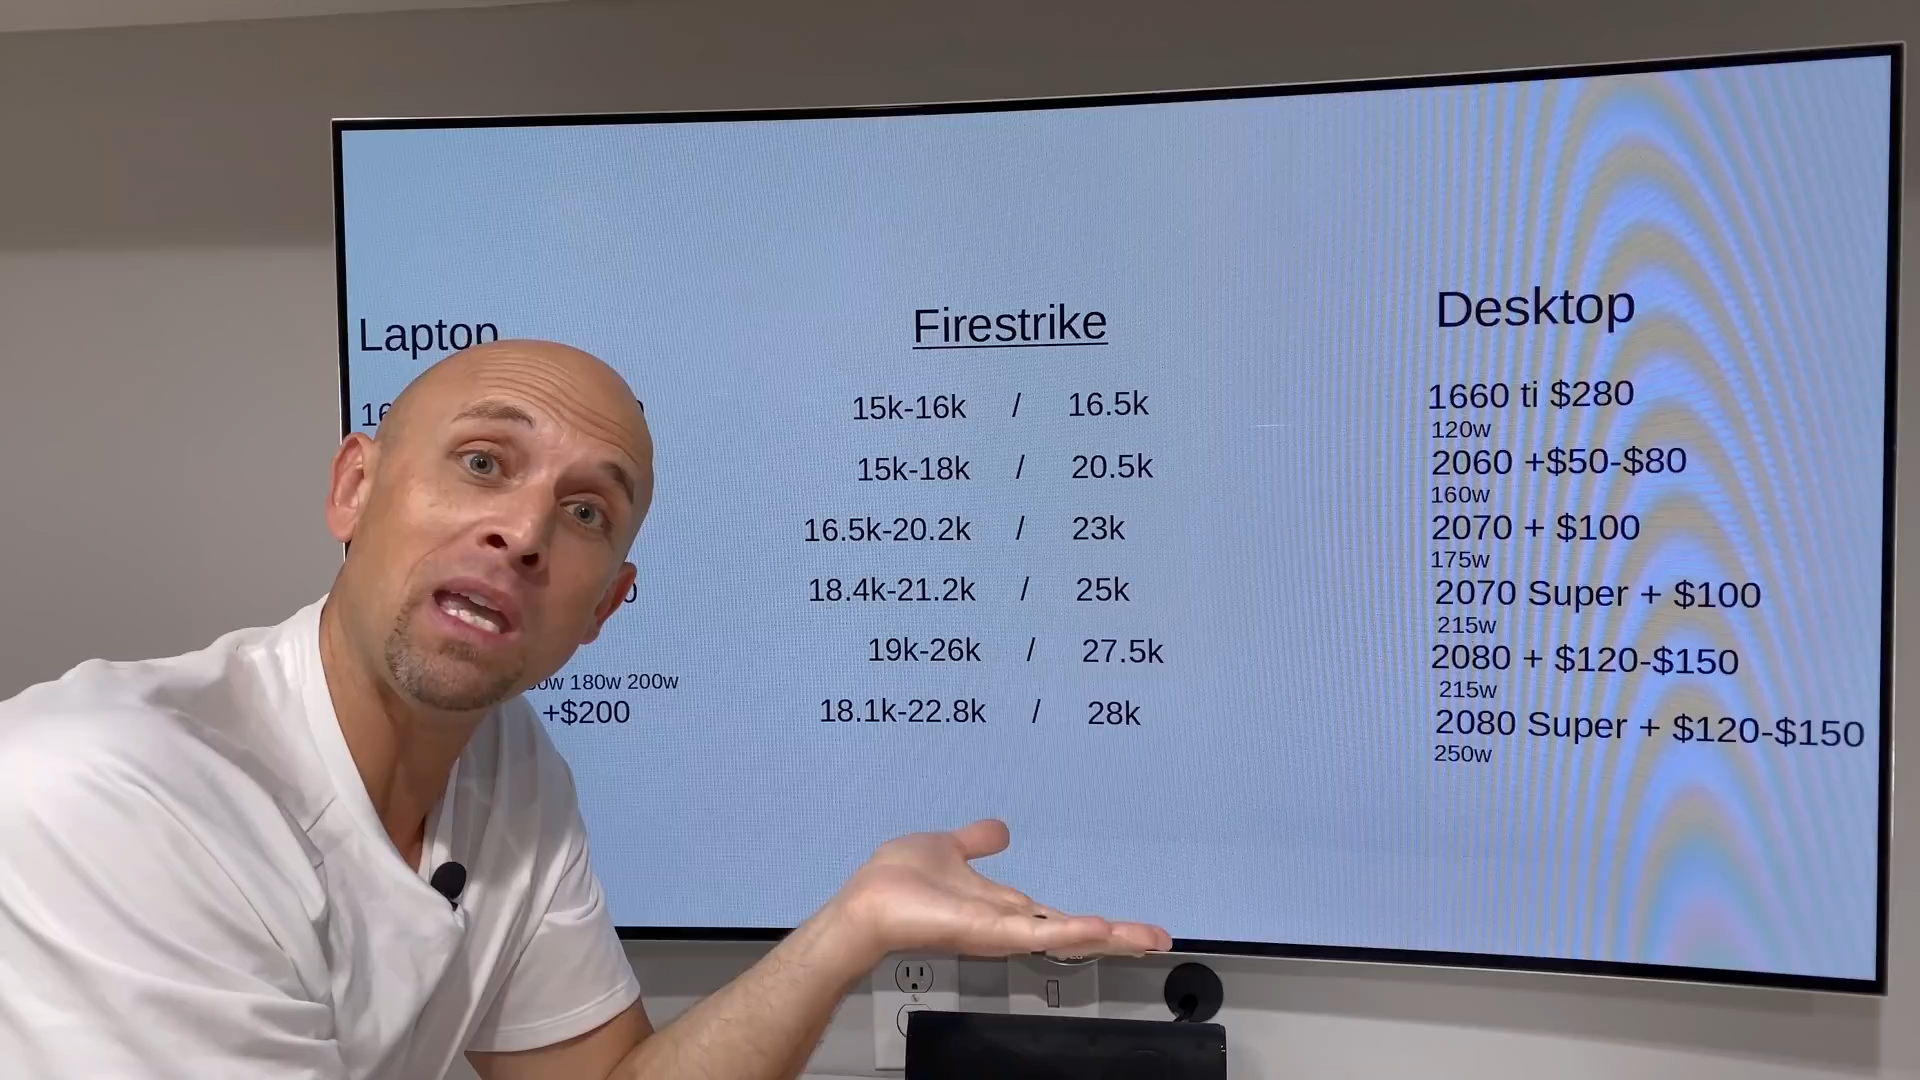 Laptop
Firestrike
Desktop
15k-16k / 16.5k
1660 ti $280
120w
15k-18k / 20.5k
2060 +$50-$80
160w
16.5k-20.2k / 23k
2070 + $100
175w
18.4k-21.2k / 25k
2070 Super + $100
215w
19k-26k / 27.5k
2080 + $120-$150
180w 200w
215w
+$200
18.1k-22.8k / 28k
2080 Super + $120-$150
250w